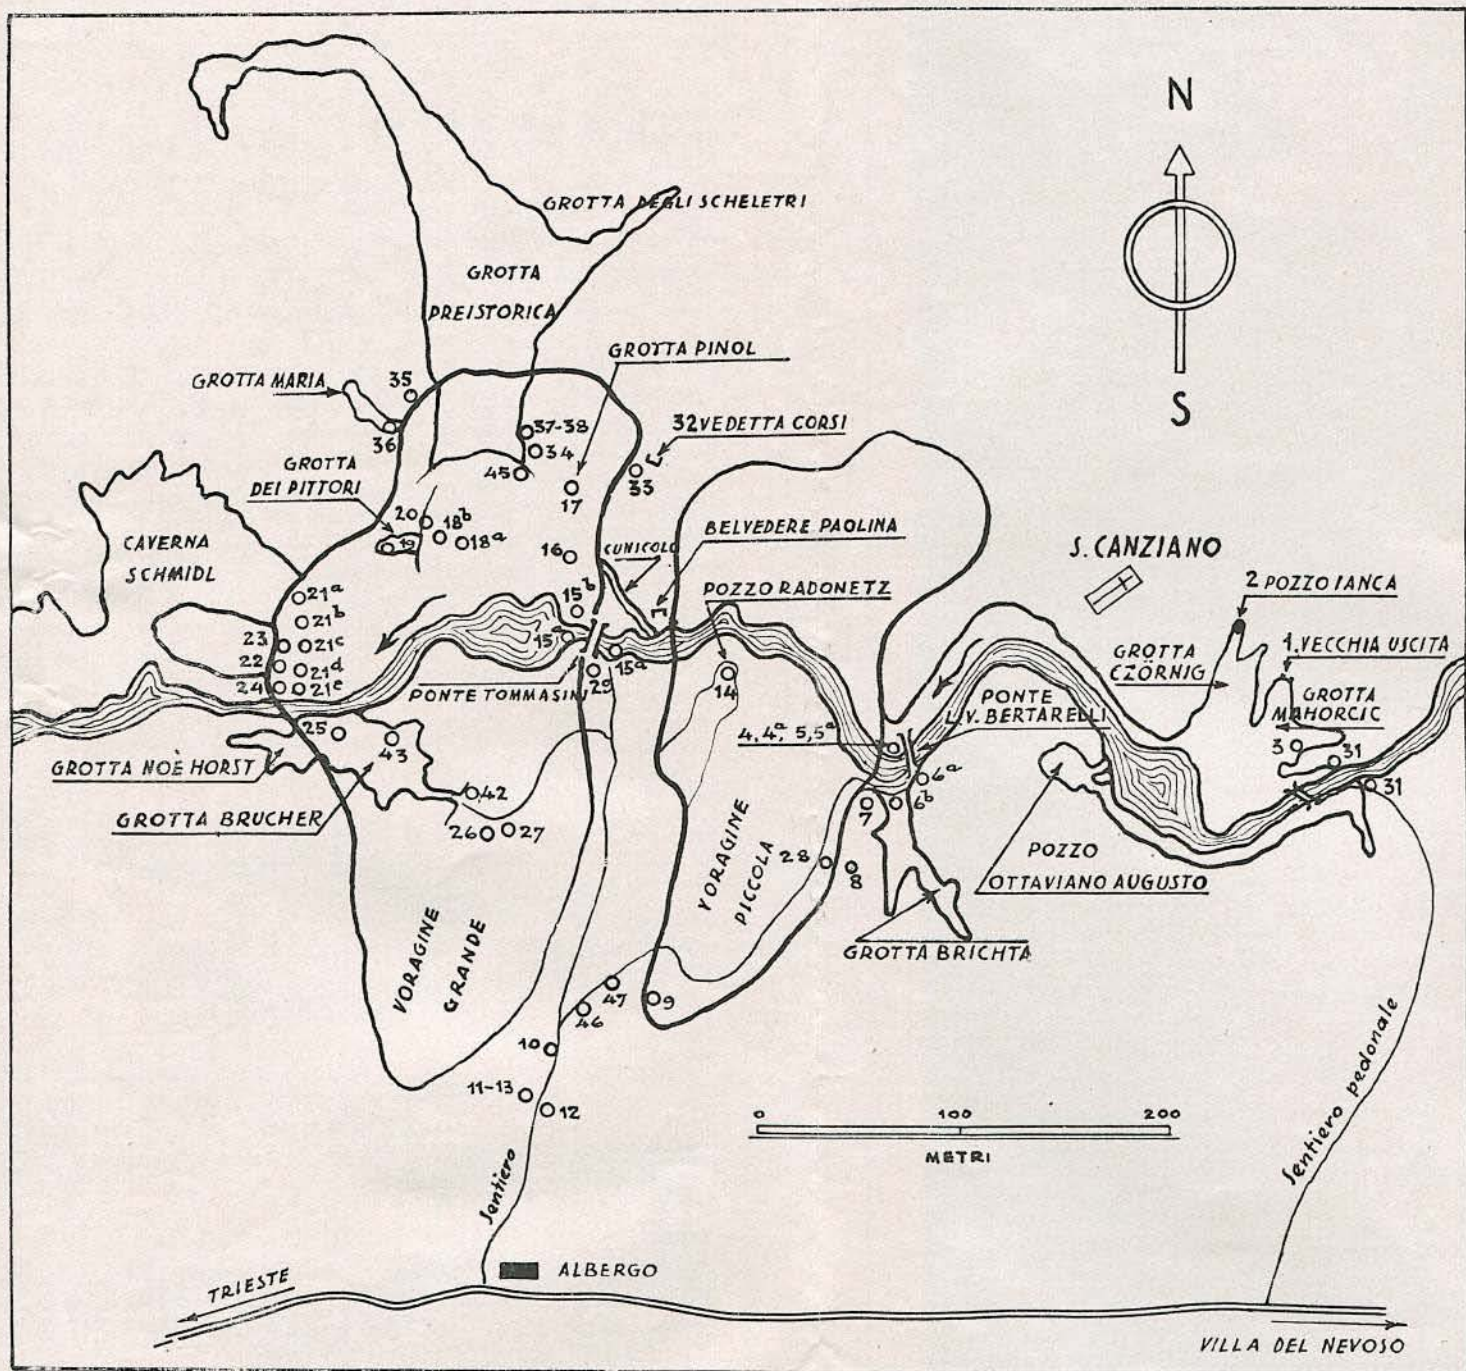 N
S
GROTTA DEGLI SCHELETRI
GROTTA
PREISTORICA
GROTTA PINOL
GROTTA MARIA
35
36
37-38
34
45
17
32 VEDETTA CORSI
33
GROTTA
DEI PITTORI
20
18b
19
18a
16
CUNICOLO
BELVEDERE PAOLINA
CAVERNA
SCHMIDL
S. CANZIANO
2 POZZO IANCA
POZZO RADONETZ
21a
15b
21b
15a
23
21c
15a
22
21d
24
21e
PONTE TOMMASINI
29
14
GROTTA
CZÖRNIG
1. VECCHIA USCITA
GROTTA
MAHORCIC
PONTE
L.V. BERTARELLI
4, 4a, 5, 5a
3
31
31
25
43
GROTTA NOÈ HORST
6a
6b
7
42
GROTTA BRUCHER
26
27
28
8
VORAGINE
PICCOLA
POZZO
OTTAVIANO AUGUSTO
GROTTA BRICHTA
VORAGINE
GRANDE
47
46
9
10
11-13
12
0 100 200
METRI
Sentiero
Sentiero pedonale
ALBERGO
TRIESTE
VILLA DEL NEVOSO